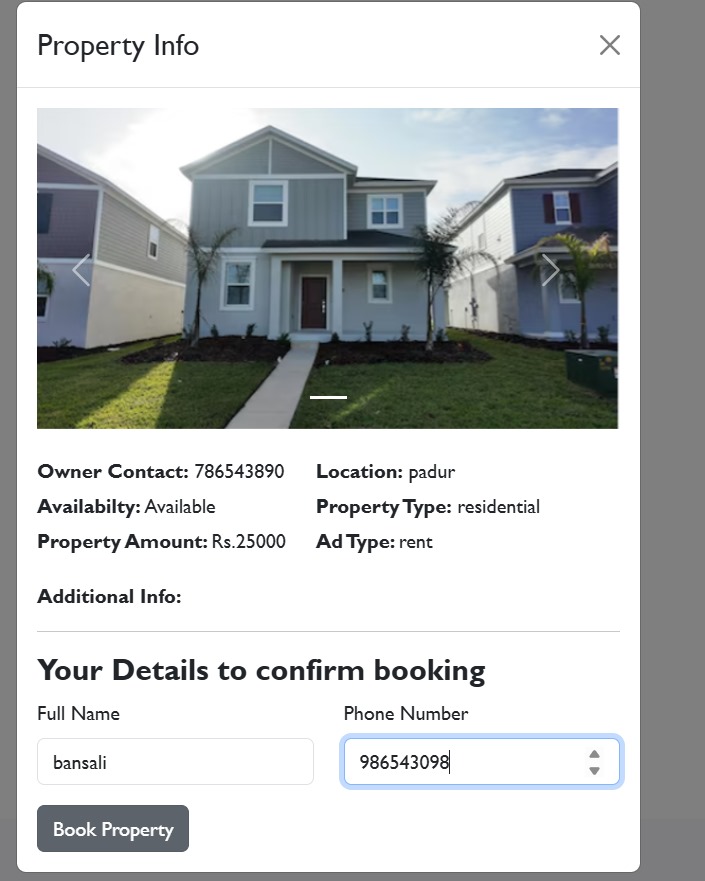 Property Info
Owner Contact: 786543890 Location: padur
Availabilty: Available Property Type: residential
Property Amount: Rs.25000 Ad Type: rent
Additional Info:
Your Details to confirm booking
Full Name Phone Number
bansali 986543098
Book Property